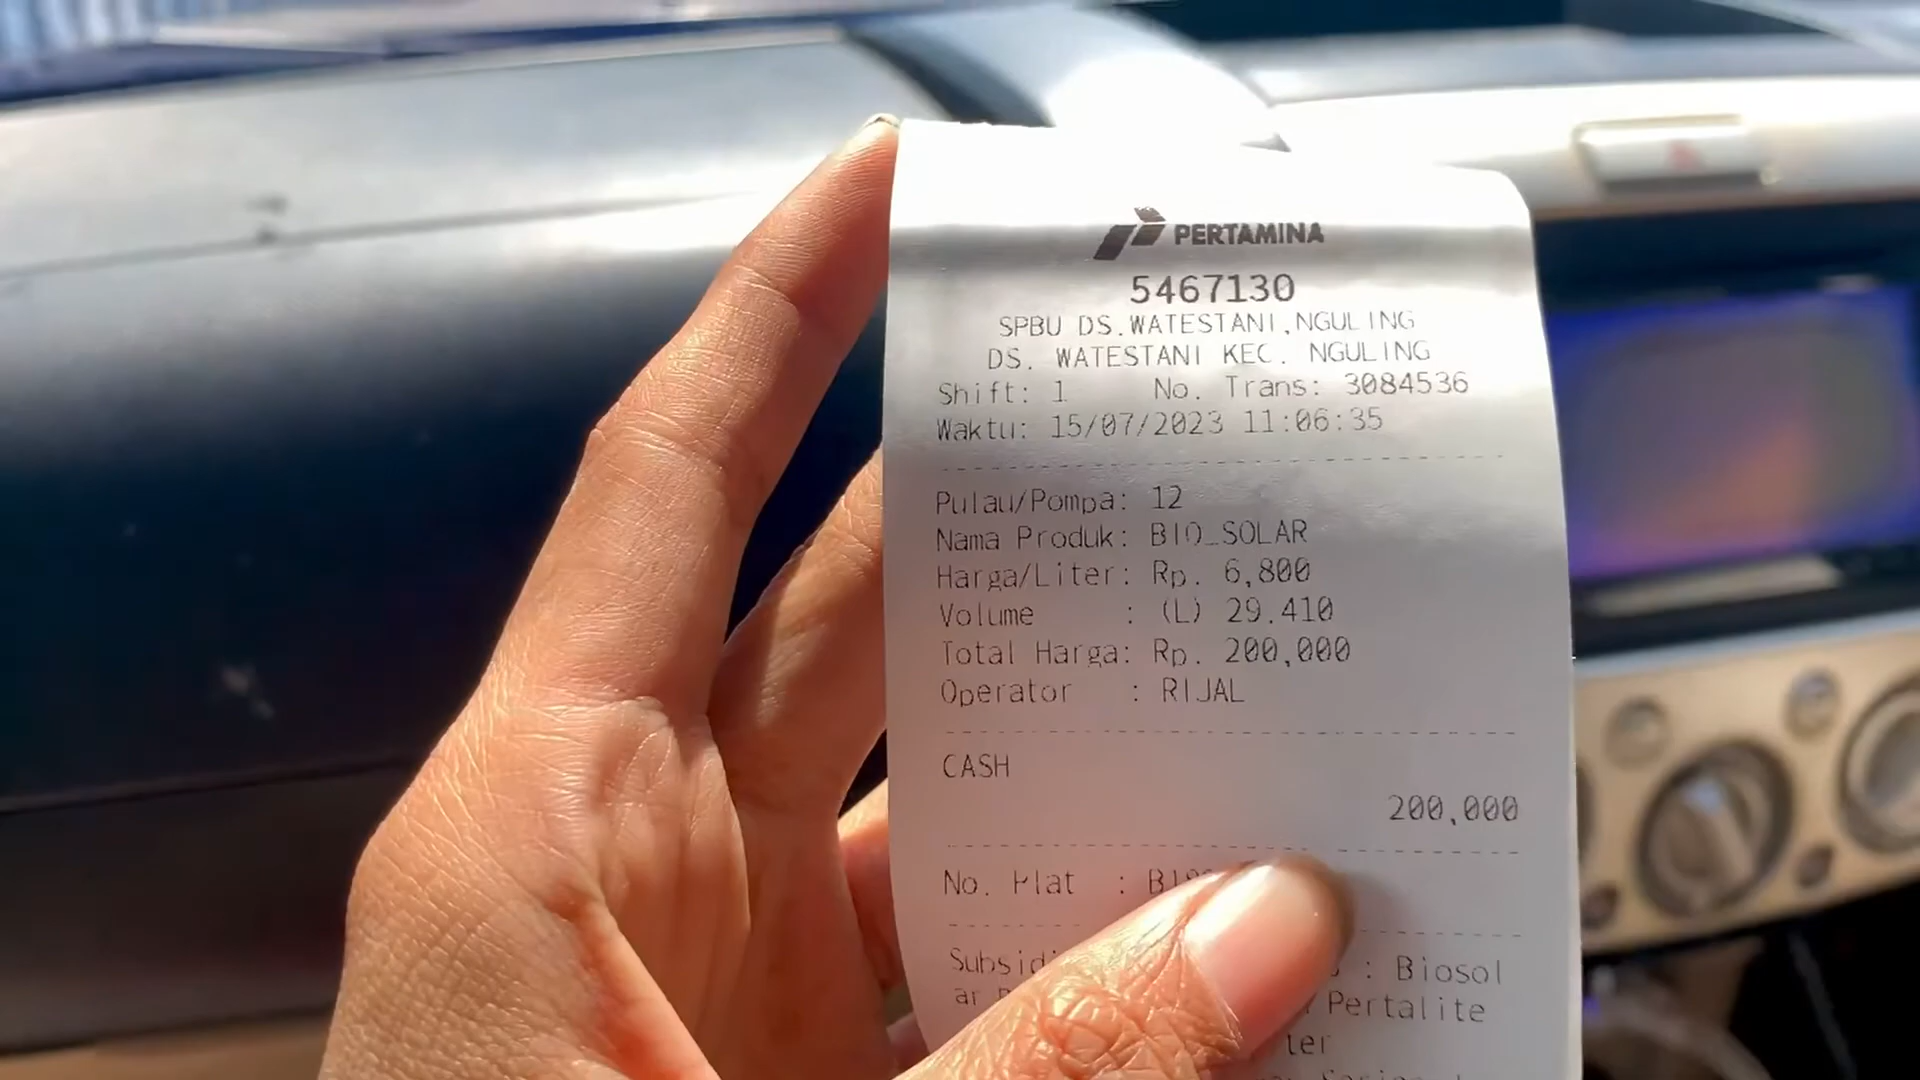 PERTAMINA
5467130
SPBU DS.WATESTANI,NGULING
DS. WATESTANI KEC. NGULING
Shift: 1 No. Trans: 3084536
Waktu: 15/07/2023 11:06:35
Pulau/Pompa: 12
Nama Produk: BIO_SOLAR
Harga/Liter: Rp. 6,800
Volume : (L) 29.410
Total Harga: Rp. 200,000
Operator : RIJAL
CASH
200,000
No. Plat :
: Biosol
ar Pertalite